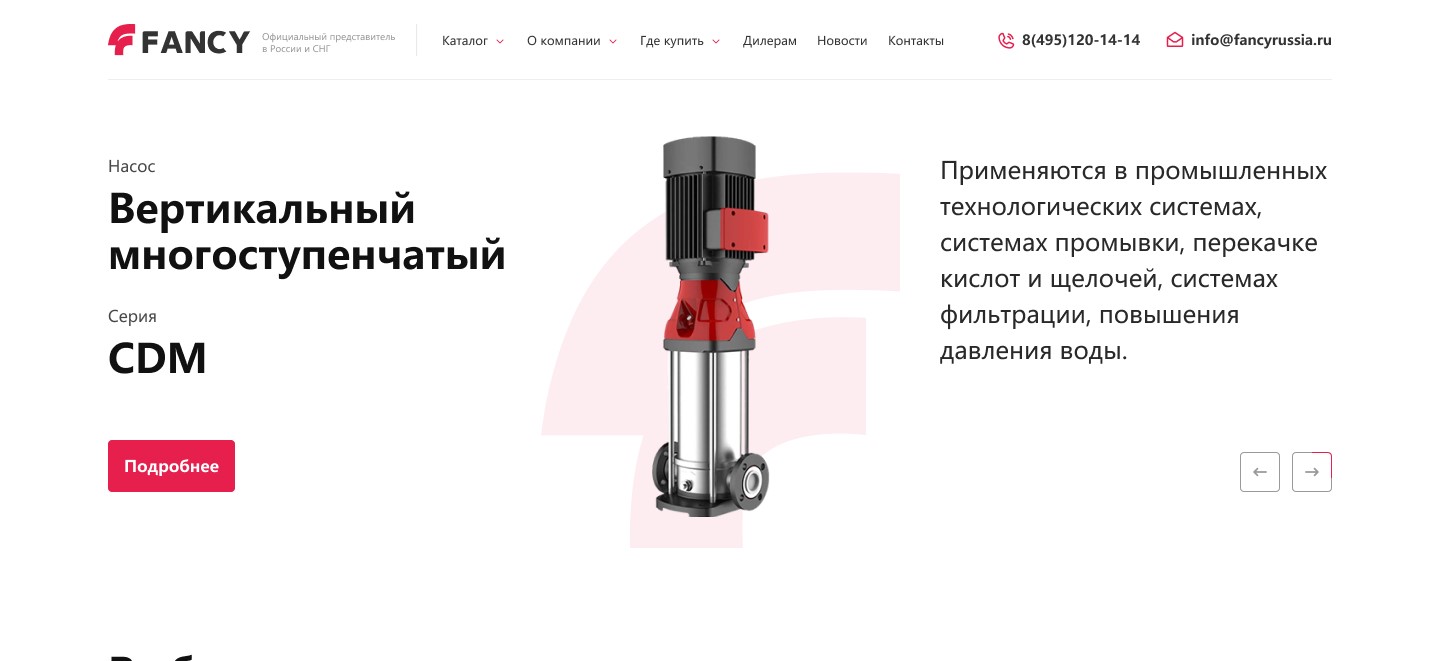 FANCY
Официальный представитель
в России и СНГ
Каталог
О компании
Где купить
Дилерам
Новости
Контакты
8(495)120-14-14
info@fancyrussia.ru
Насос
Вертикальный
многоступенчатый
Серия
CDM
Подробнее
Применяются в промышленных
технологических системах,
системах промывки, перекачке
кислот и щелочей, системах
фильтрации, повышения
давления воды.